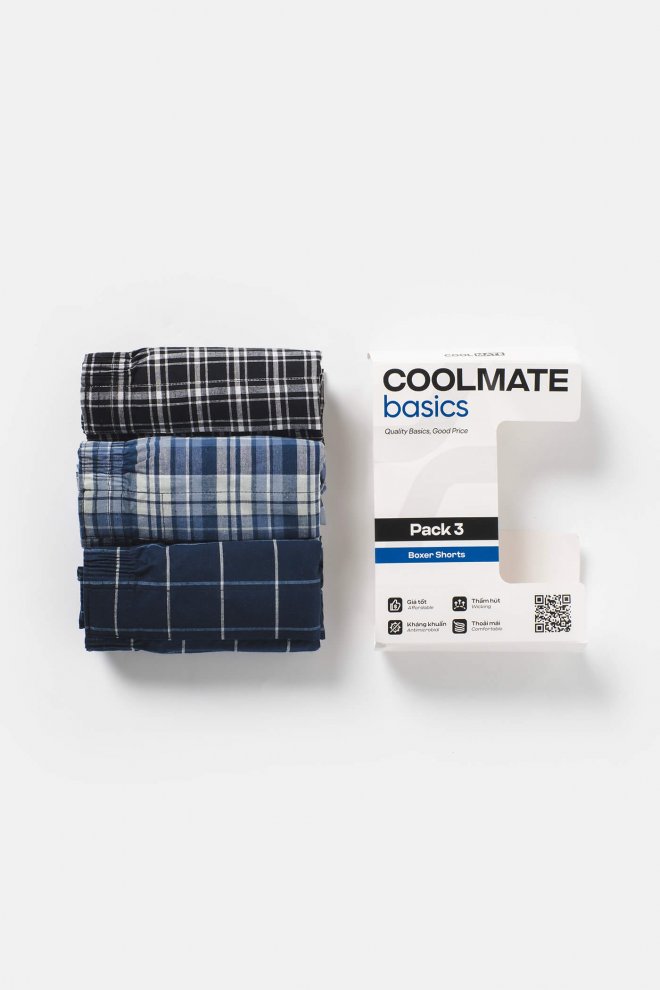 COOLMATE
COOLMATE
basics
Quality Basics, Good Price
Pack 3
Boxer Shorts
Giá tốt
Affordable
Thấm hút
Wicking
Kháng khuẩn
Antimicrobial
Thoải mái
Comfortable